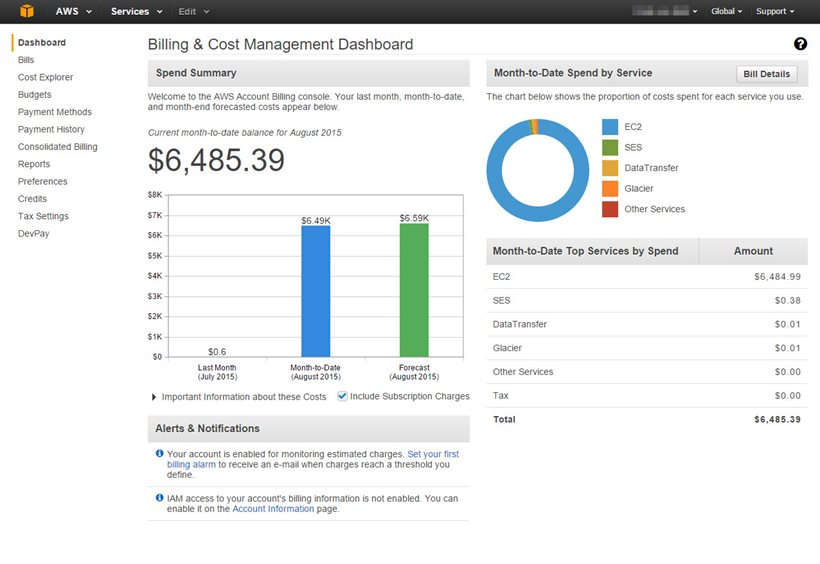 AWS Services Edit Global Support
Dashboard
Bills
Cost Explorer
Budgets
Payment Methods
Payment History
Consolidated Billing
Reports
Preferences
Credits
Tax Settings
DevPay
Billing & Cost Management Dashboard
?
Spend Summary
Welcome to the AWS Account Billing console. Your last month, month-to-date,
and month-end forecasted costs appear below.
Current month-to-date balance for August 2015
$6,485.39
$8K
$7K
$6K
$5K
$4K
$3K
$2K
$1K
$0
$0.6
$6.49K
$6.59K
Last Month
(July 2015)
Month-to-Date
(August 2015)
Forecast
(August 2015)
Important Information about these Costs
Include Subscription Charges
Alerts & Notifications
Your account is enabled for monitoring estimated charges. Set your first
billing alarm to receive an e-mail when charges reach a threshold you
define.
IAM access to your account's billing information is not enabled. You can
enable it on the Account Information page.
Month-to-Date Spend by Service
Bill Details
The chart below shows the proportion of costs spent for each service you use.
EC2
SES
DataTransfer
Glacier
Other Services
Month-to-Date Top Services by Spend Amount
EC2 $6,484.99
SES $0.38
DataTransfer $0.01
Glacier $0.01
Other Services $0.00
Tax $0.00
Total $6,485.39